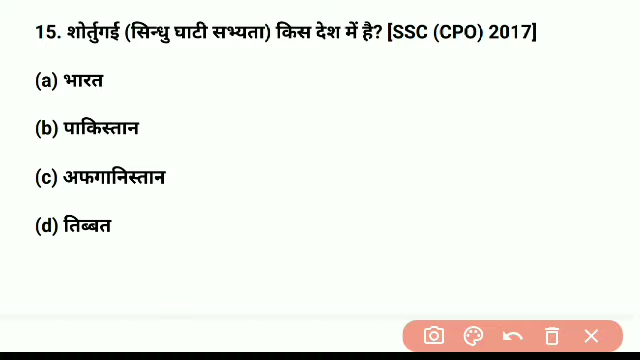 15. शोर्तुगई (सिन्धु घाटी सभ्यता) किस देश में है? [SSC (CPO) 2017]
(a) भारत
(b) पाकिस्तान
(c) अफगानिस्तान
(d) तिब्बत